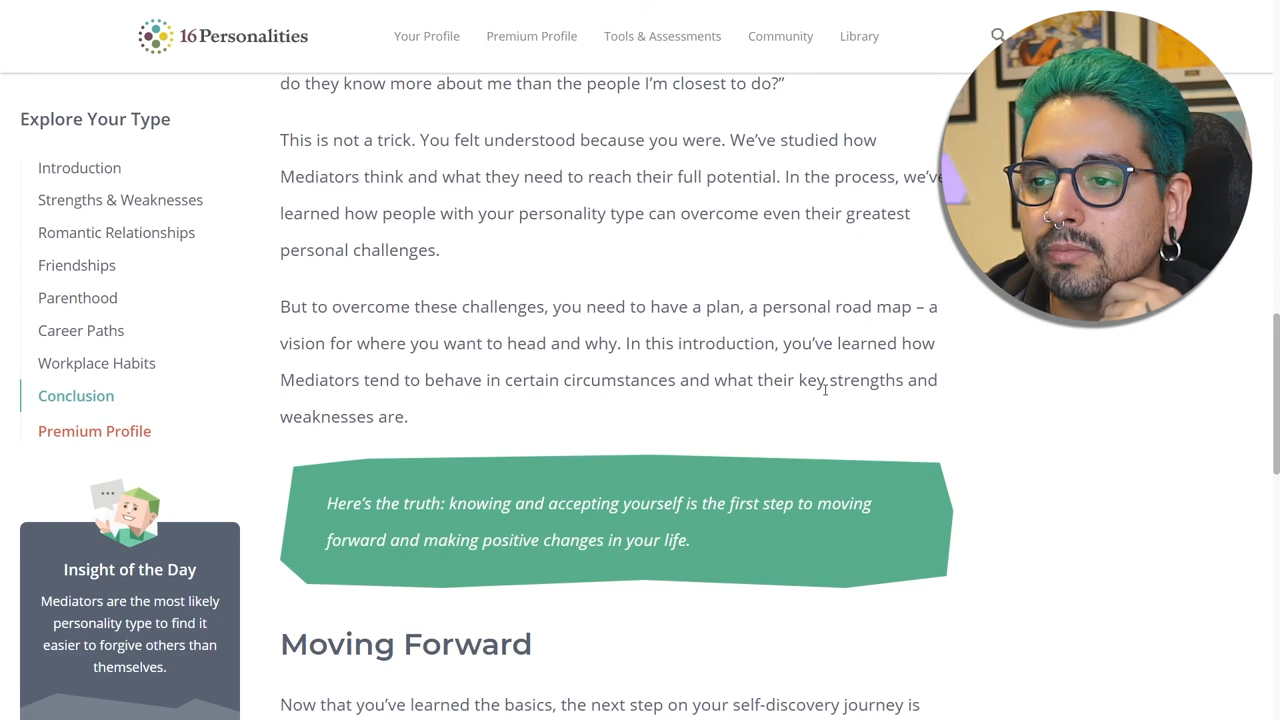 16Personalities
Your Profile
Premium Profile
Tools & Assessments
Community
Library
Explore Your Type
Introduction
Strengths & Weaknesses
Romantic Relationships
Friendships
Parenthood
Career Paths
Workplace Habits
Conclusion
Premium Profile
Insight of the Day
Mediators are the most likely
personality type to find it
easier to forgive others than
themselves.
do they know more about me than the people I’m closest to do?”
This is not a trick. You felt understood because you were. We’ve studied how
Mediators think and what they need to reach their full potential. In the process, we’ve
learned how people with your personality type can overcome even their greatest
personal challenges.
But to overcome these challenges, you need to have a plan, a personal road map – a
vision for where you want to head and why. In this introduction, you’ve learned how
Mediators tend to behave in certain circumstances and what their key strengths and
weaknesses are.
Here’s the truth: knowing and accepting yourself is the first step to moving
forward and making positive changes in your life.
Moving Forward
Now that you’ve learned the basics, the next step on your self-discovery journey is